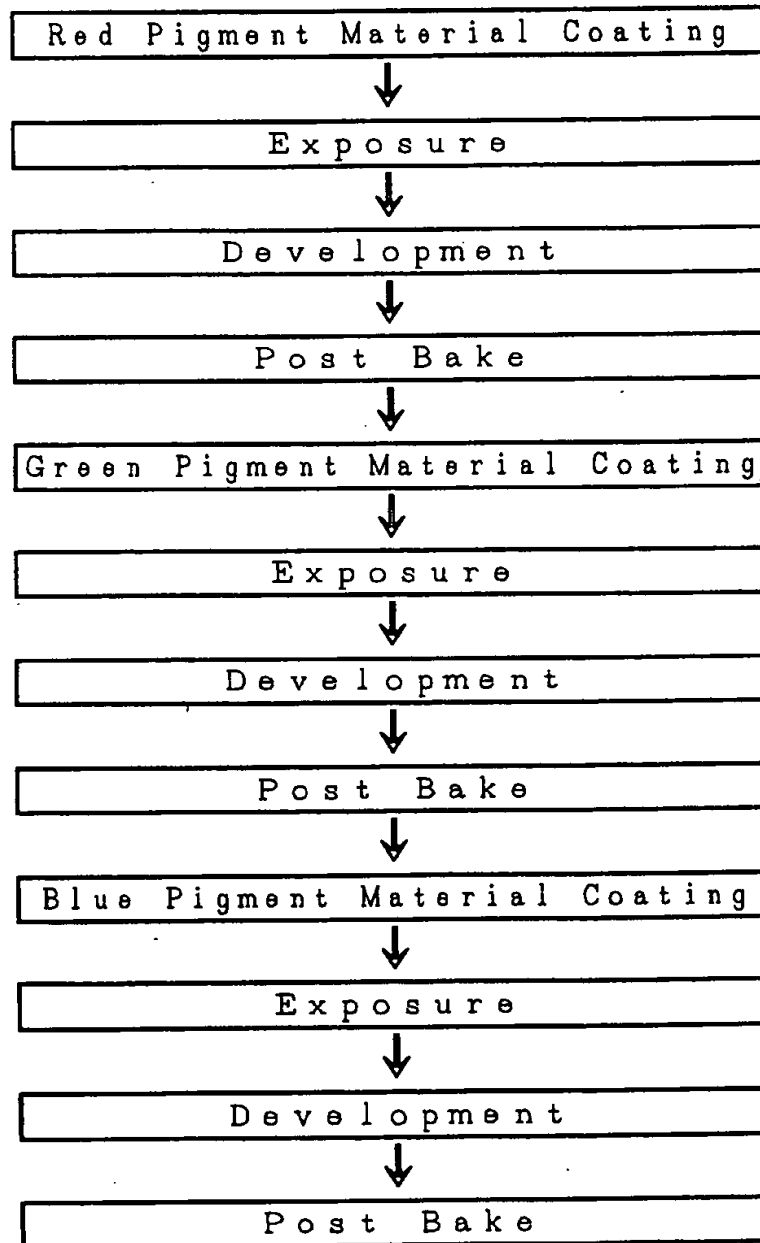 Red Pigment Material Coating
Exposure
Development
Post Bake
Green Pigment Material Coating
Exposure
Development
Post Bake
Blue Pigment Material Coating
Exposure
Development
Post Bake